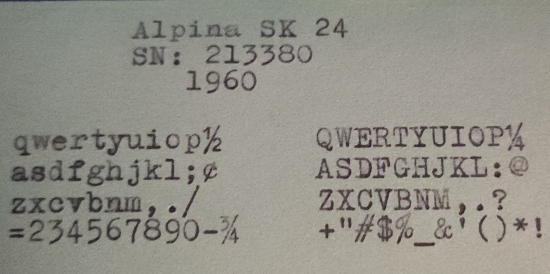 Alpina SK 24
SN: 213380
1960
qwertyuiop½ QWERTYUIOP¼
asdfghjkl;¢ ASDFGHJKL:@
zxcvbnm,./ ZXCVBNM,.?
=234567890-¾ +"#$%_&'()*!